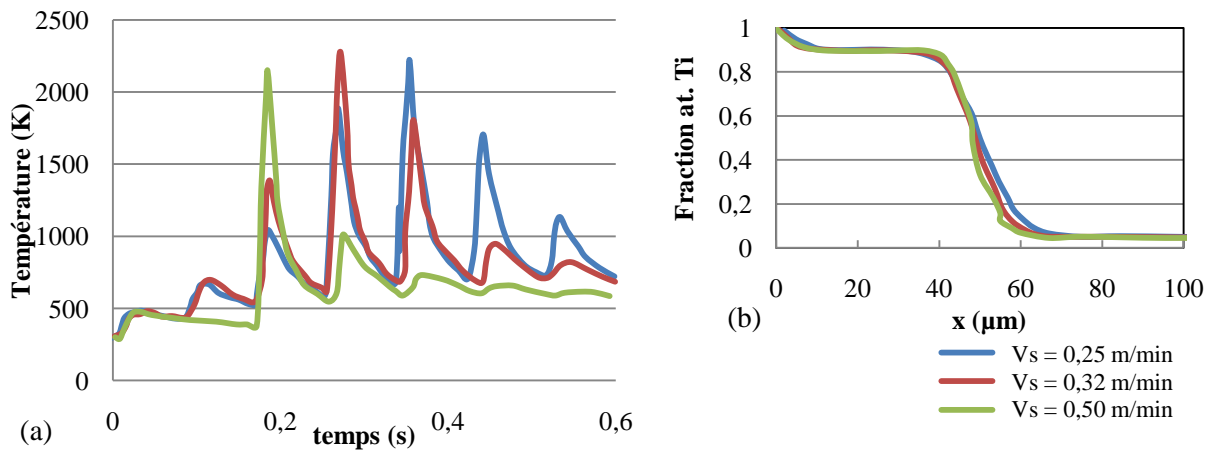 2500
2000
1500
1000
500
0
Température (K)
0
0,2
0,4
0,6
temps (s)
(a)
1
0,8
0,6
0,4
0,2
0
Fraction at. Ti
0
20
40
60
80
100
x (µm)
(b)
Vs = 0,25 m/min
Vs = 0,32 m/min
Vs = 0,50 m/min